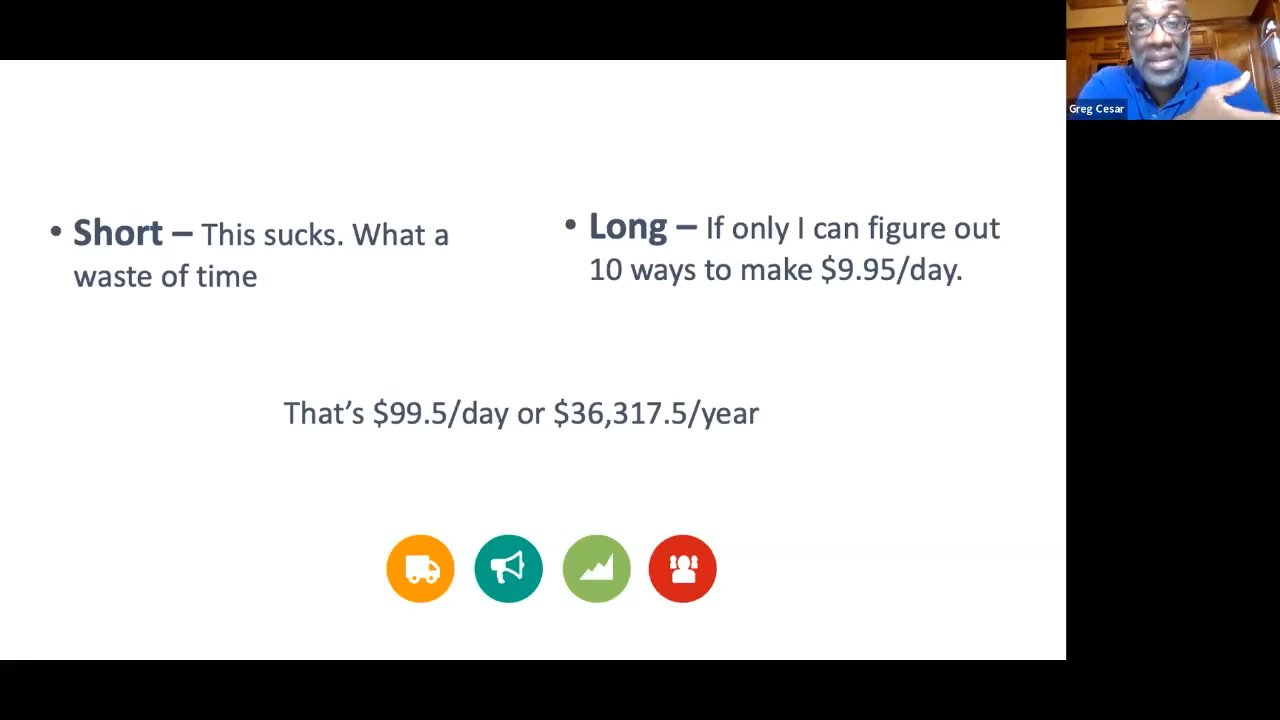 Greg Cesar
• Short – This sucks. What a
waste of time
• Long – If only I can figure out
10 ways to make $9.95/day.
That’s $99.5/day or $36,317.5/year